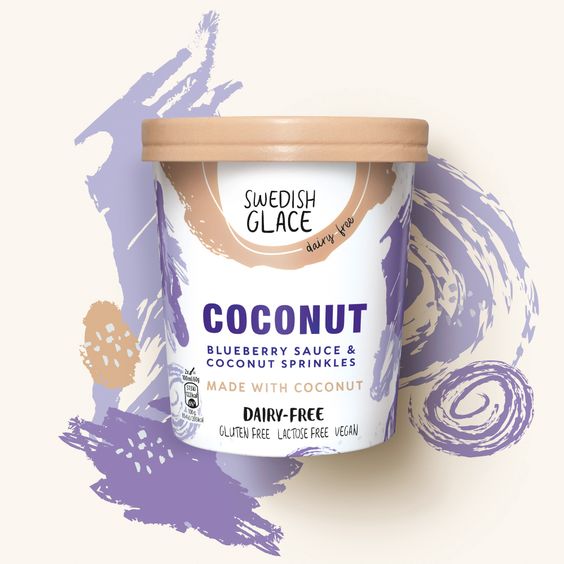 SWEDISH
GLACE
dairy free
COCONUT
BLUEBERRY SAUCE &
COCONUT SPRINKLES
MADE WITH COCONUT
DAIRY-FREE
GLUTEN FREE LACTOSE FREE VEGAN